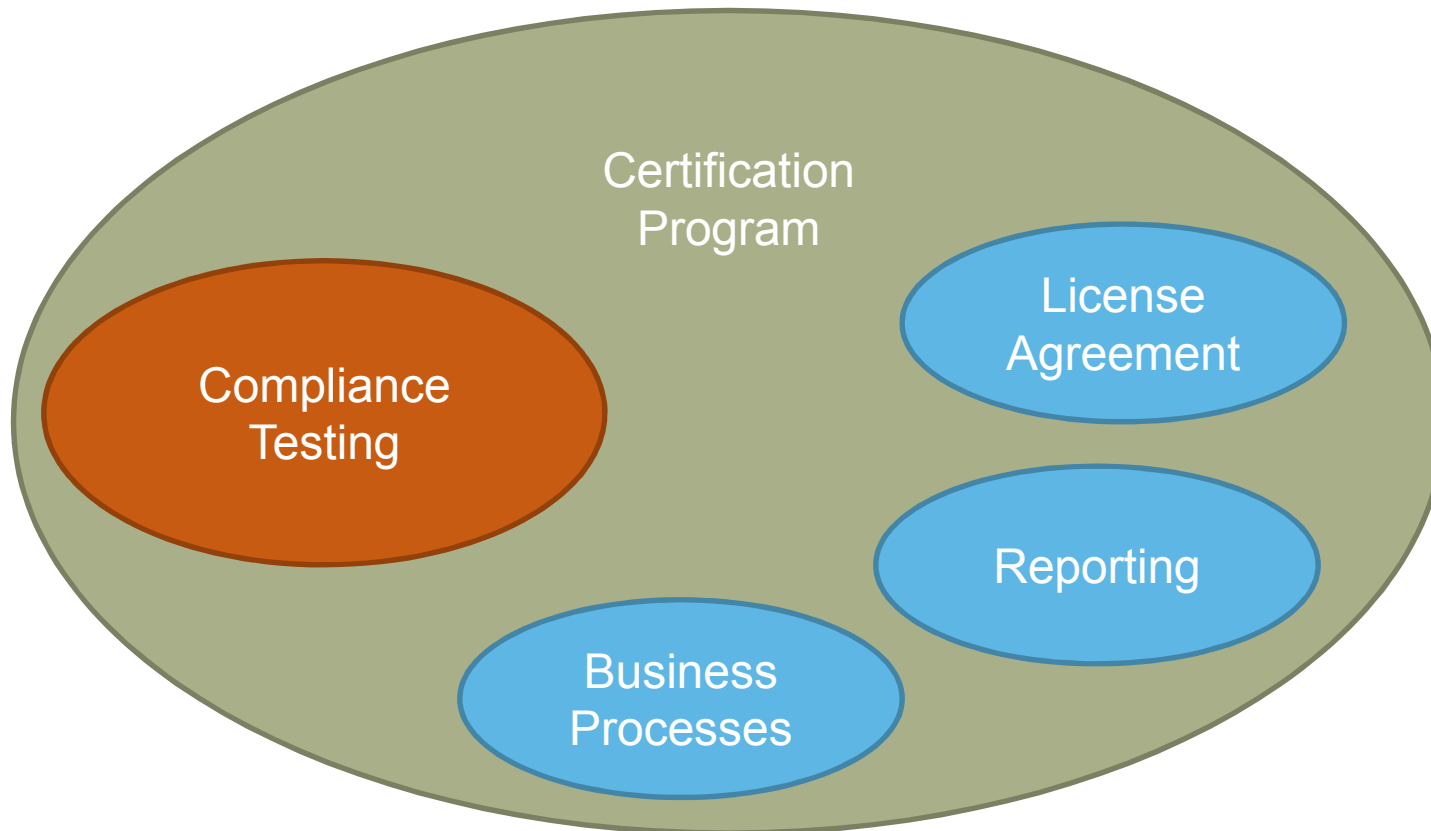 Certification
Program
License
Agreement
Compliance
Testing
Reporting
Business
Processes